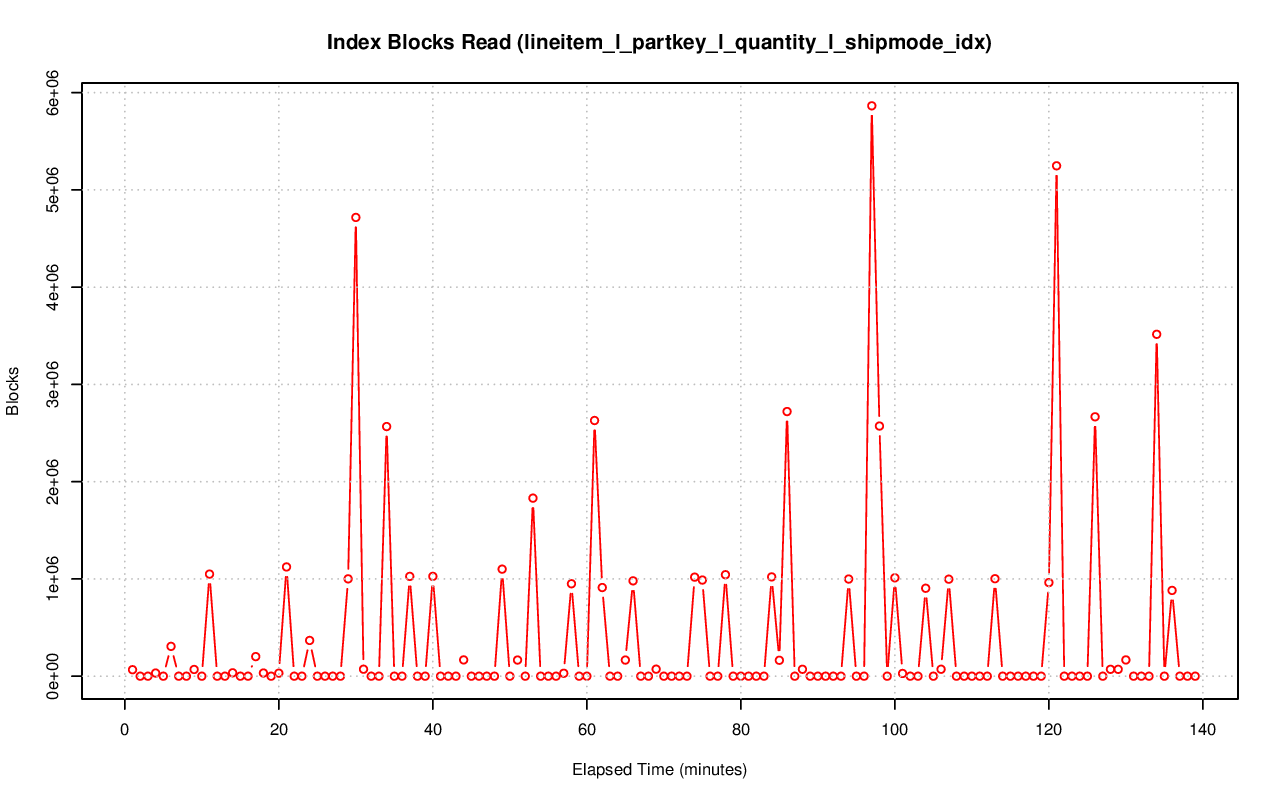 Index Blocks Read (lineitem_l_partkey_l_quantity_l_shipmode_idx)
6e+06
5e+06
4e+06
3e+06
2e+06
1e+06
0e+00
Blocks
0 20 40 60 80 100 120 140
Elapsed Time (minutes)